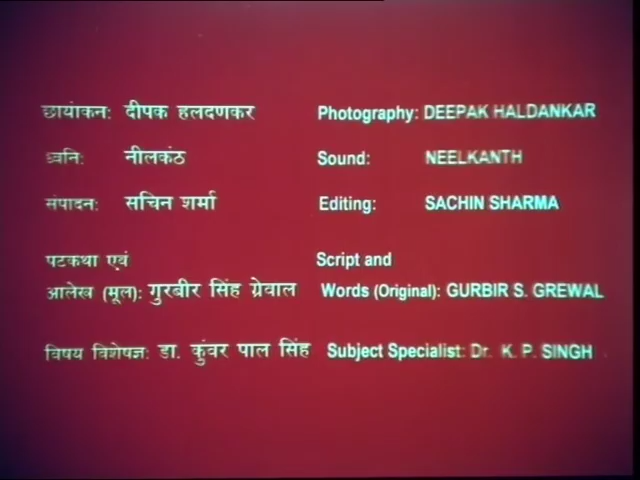 छायांकन: दीपक हलदणकर Photography: DEEPAK HALDANKAR
ध्वनि: नीलकंठ Sound: NEELKANTH
संपादन: सचिन शर्मा Editing: SACHIN SHARMA
पटकथा एवं Script and
आलेख (मूल): गुरबीर सिंह ग्रेवाल Words (Original): GURBIR S. GREWAL
विषय विशेषज्ञ: डा. कुंवर पाल सिंह Subject Specialist: Dr. K. P. SINGH